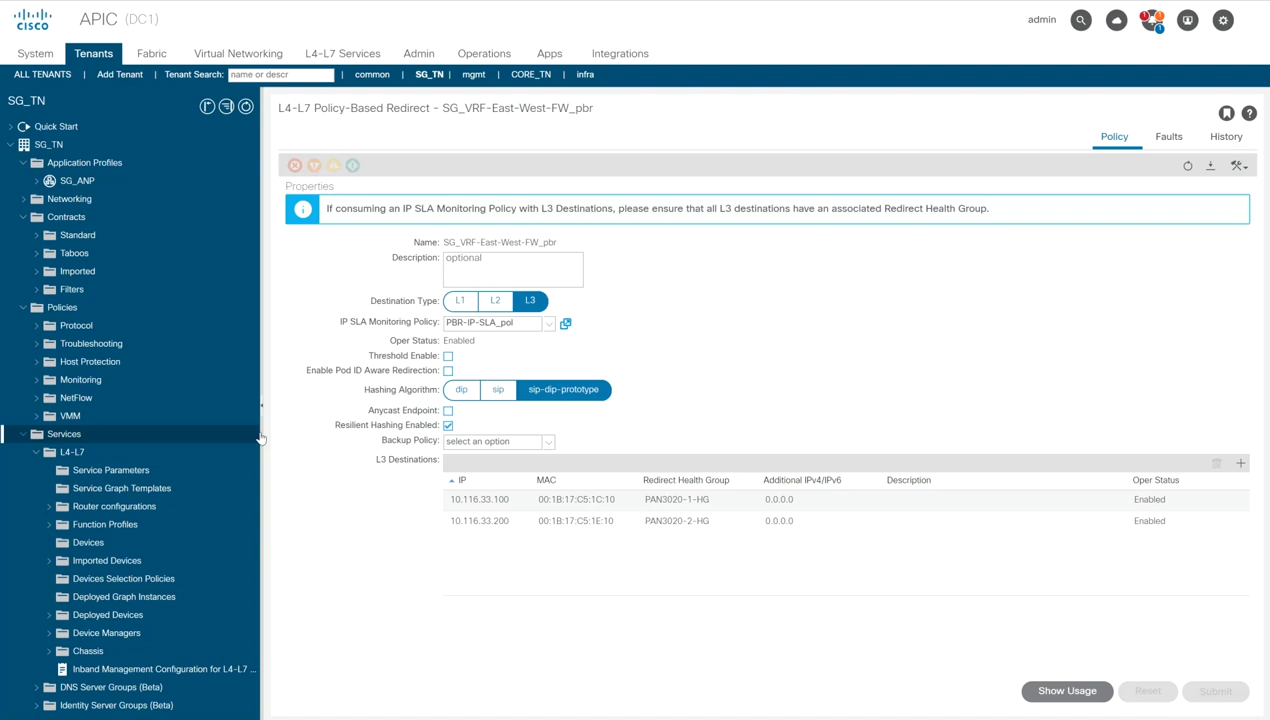 CISCO
APIC (DC1)
admin
1
1
1
System Tenants Fabric Virtual Networking L4-L7 Services Admin Operations Apps Integrations
ALL TENANTS | Add Tenant | Tenant Search: name or descr | common | SG_TN | mgmt | CORE_TN | infra
SG_TN
Quick Start
SG_TN
Application Profiles
SG_ANP
Networking
Contracts
Standard
Taboos
Imported
Filters
Policies
Protocol
Troubleshooting
Host Protection
Monitoring
NetFlow
VMM
Services
L4-L7
Service Parameters
Service Graph Templates
Router configurations
Function Profiles
Devices
Imported Devices
Devices Selection Policies
Deployed Graph Instances
Deployed Devices
Device Managers
Chassis
Inband Management Configuration for L4-L7 ...
DNS Server Groups (Beta)
Identity Server Groups (Beta)
L4-L7 Policy-Based Redirect - SG_VRF-East-West-FW_pbr
Policy Faults History
Properties
If consuming an IP SLA Monitoring Policy with L3 Destinations, please ensure that all L3 destinations have an associated Redirect Health Group.
Name: SG_VRF-East-West-FW_pbr
Description: optional
Destination Type: L1 L2 L3
IP SLA Monitoring Policy: PBR-IP-SLA_pol
Oper Status: Enabled
Threshold Enable:
Enable Pod ID Aware Redirection:
Hashing Algorithm: dip sip sip-dip-prototype
Anycast Endpoint:
Resilient Hashing Enabled:
Backup Policy: select an option
L3 Destinations:
IP MAC Redirect Health Group Additional IPv4/IPv6 Description Oper Status
10.116.33.100 00:1B:17:C5:1C:10 PAN3020-1-HG 0.0.0.0 Enabled
10.116.33.200 00:1B:17:C5:1E:10 PAN3020-2-HG 0.0.0.0 Enabled
Show Usage Reset Submit